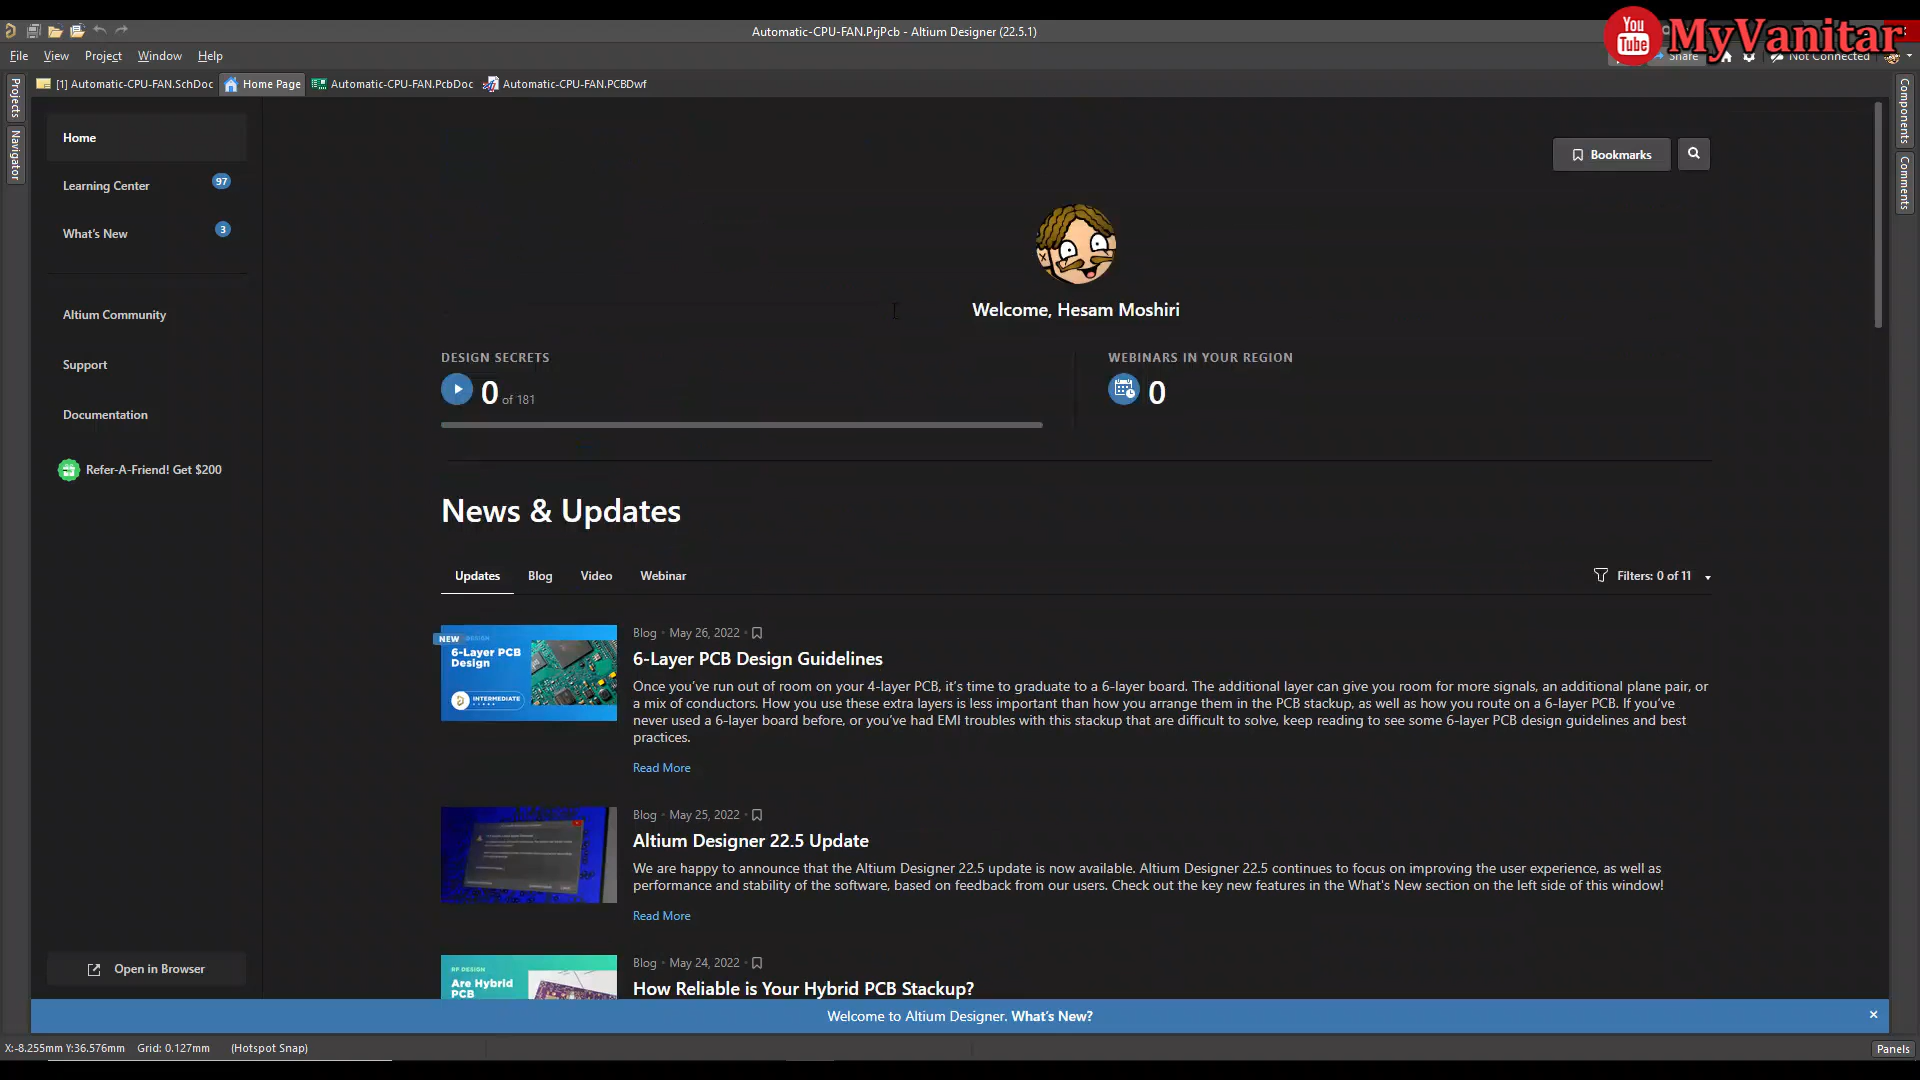 Automatic-CPU-FAN.PrjPcb - Altium Designer (22.5.1)
You
Tube
MyVanitar
File View Project Window Help
Share
Not Connected
[1] Automatic-CPU-FAN.SchDoc Home Page Automatic-CPU-FAN.PcbDoc Automatic-CPU-FAN.PCBDwf
Projects
Navigator
Components
Comments
Home
Learning Center 97
What's New 3
Altium Community
Support
Documentation
Refer-A-Friend! Get $200
Open in Browser
Bookmarks
Welcome, Hesam Moshiri
DESIGN SECRETS
0 of 181
WEBINARS IN YOUR REGION
0
News & Updates
Updates Blog Video Webinar
Filters: 0 of 11
NEW
6-Layer PCB
Design
INTERMEDIATE
Blog • May 26, 2022 •
6-Layer PCB Design Guidelines
Once you've run out of room on your 4-layer PCB, it's time to graduate to a 6-layer board. The additional layer can give you room for more signals, an additional plane pair, or
a mix of conductors. How you use these extra layers is less important than how you arrange them in the PCB stackup, as well as how you route on a 6-layer PCB. If you've
never used a 6-layer board before, or you've had EMI troubles with this stackup that are difficult to solve, keep reading to see some 6-layer PCB design guidelines and best
practices.
Read More
Blog • May 25, 2022 •
Altium Designer 22.5 Update
We are happy to announce that the Altium Designer 22.5 update is now available. Altium Designer 22.5 continues to focus on improving the user experience, as well as
performance and stability of the software, based on feedback from our users. Check out the key new features in the What's New section on the left side of this window!
Read More
RF DESIGN
Are Hybrid
PCB
Blog • May 24, 2022 •
How Reliable is Your Hybrid PCB Stackup?
Welcome to Altium Designer. What's New?
X:-8.255mm Y:36.576mm Grid: 0.127mm (Hotspot Snap)
Panels